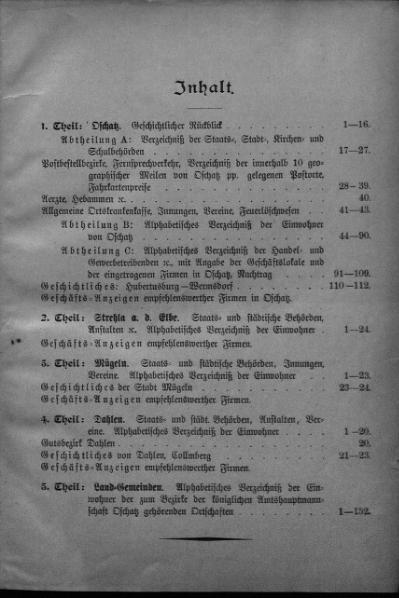 Inhalt.
1. Theil: Oschatz. Geschichtlicher Rückblick . . . . . . . . . 1—16.
Abtheilung A: Verzeichniß der Staats-, Stadt-, Kirchen- und
Schulbehörden . . . . . . . . . 17—27.
Postbestellbezirke, Fernsprechverkehr, Verzeichniß der innerhalb 10 geo-
graphischer Meilen von Oschatz pp. gelegenen Postorte,
Fahrkartenpreise . . . . . . . . . 28—39.
Aerzte, Hebammen ꝛc. . . . . . . . . . 40.
Allgemeine Ortskrankenkasse, Innungen, Vereine, Feuerlöschwesen . . 41—43.
Abtheilung B: Alphabetisches Verzeichniß der Einwohner
von Oschatz . . . . . . . . . 44—90.
Abtheilung C: Alphabetisches Verzeichniß der Handel- und
Gewerbetreibenden ꝛc., mit Angabe der Geschäftslokale und
der eingetragenen Firmen in Oschatz, Nachtrag . . . . 91—109.
Geschichtliches: Hubertusburg—Wermsdorf . . . . . . 110—112.
Geschäfts-Anzeigen empfehlenswerther Firmen in Oschatz.
2. Theil: Strehla a. d. Elbe. Staats- und städtische Behörden,
Anstalten ꝛc. Alphabetisches Verzeichniß der Einwohner . 1—24.
Geschäfts-Anzeigen empfehlenswerther Firmen.
3. Theil: Mügeln. Staats- und städtische Behörden, Innungen,
Vereine. Alphabetisches Verzeichniß der Einwohner . . . 1—23.
Geschichtliches der Stadt Mügeln . . . . . . . . . 23—24.
Geschäfts-Anzeigen empfehlenswerther Firmen.
4. Theil: Dahlen. Staats- und städt. Behörden, Anstalten, Ver-
eine. Alphabetisches Verzeichniß der Einwohner . . . . 1—20.
Gutsbezirk Dahlen . . . . . . . . . 20.
Geschichtliches von Dahlen, Collmberg . . . . . . . 21—23.
Geschäfts-Anzeigen empfehlenswerther Firmen.
5. Theil: Land-Gemeinden. Alphabetisches Verzeichniß der Ein-
wohner der zum Bezirke der königlichen Amtshauptmann-
schaft Oschatz gehörenden Ortschaften . . . . . . . 1—132.